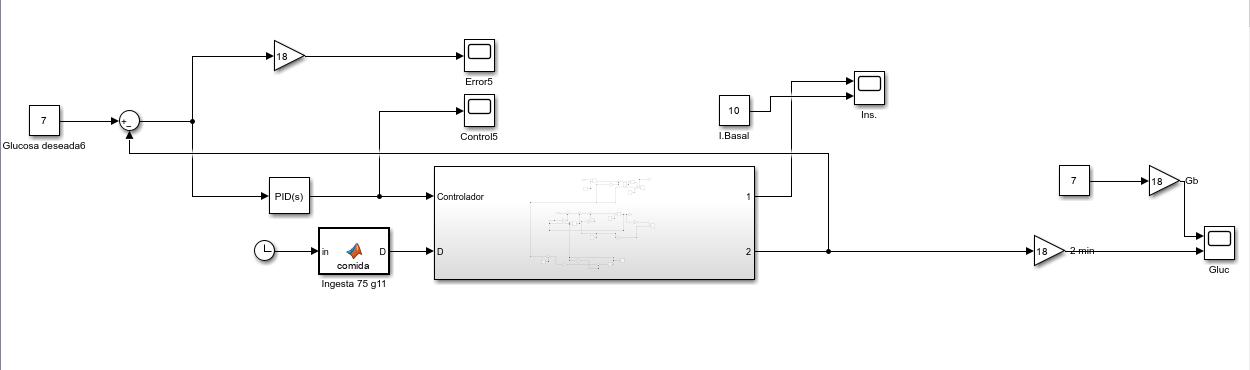 18
Error5
7
+
−
Glucosa deseada6
Control5
10
I.Basal
Ins.
PID(s)
Controlador
1
7
18
Gb
in
D
comida
Ingesta 75 g11
D
2
18
2 min
Gluc